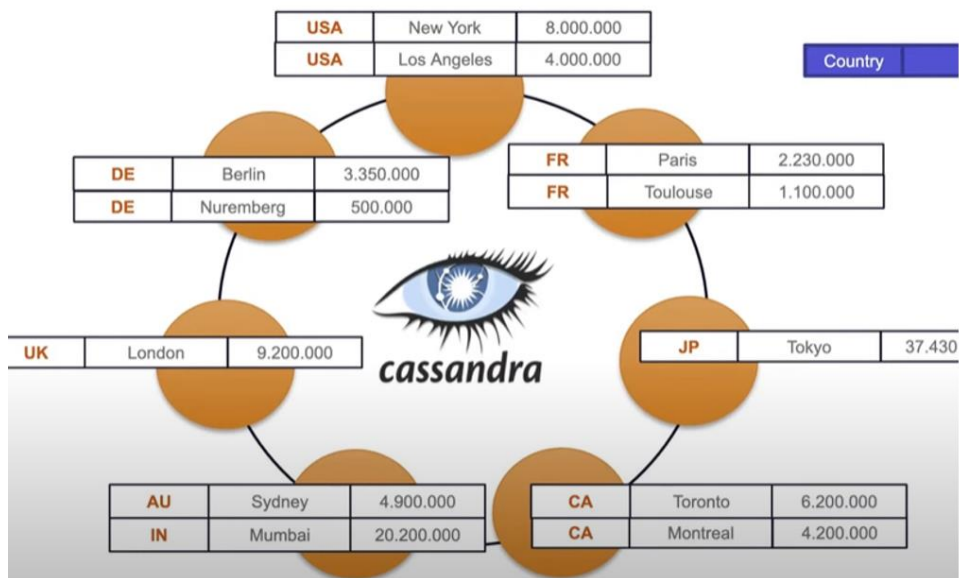 USA New York 8.000.000
USA Los Angeles 4.000.000
Country
DE Berlin 3.350.000
DE Nuremberg 500.000
FR Paris 2.230.000
FR Toulouse 1.100.000
UK London 9.200.000
JP Tokyo 37.430
cassandra
AU Sydney 4.900.000
IN Mumbai 20.200.000
CA Toronto 6.200.000
CA Montreal 4.200.000